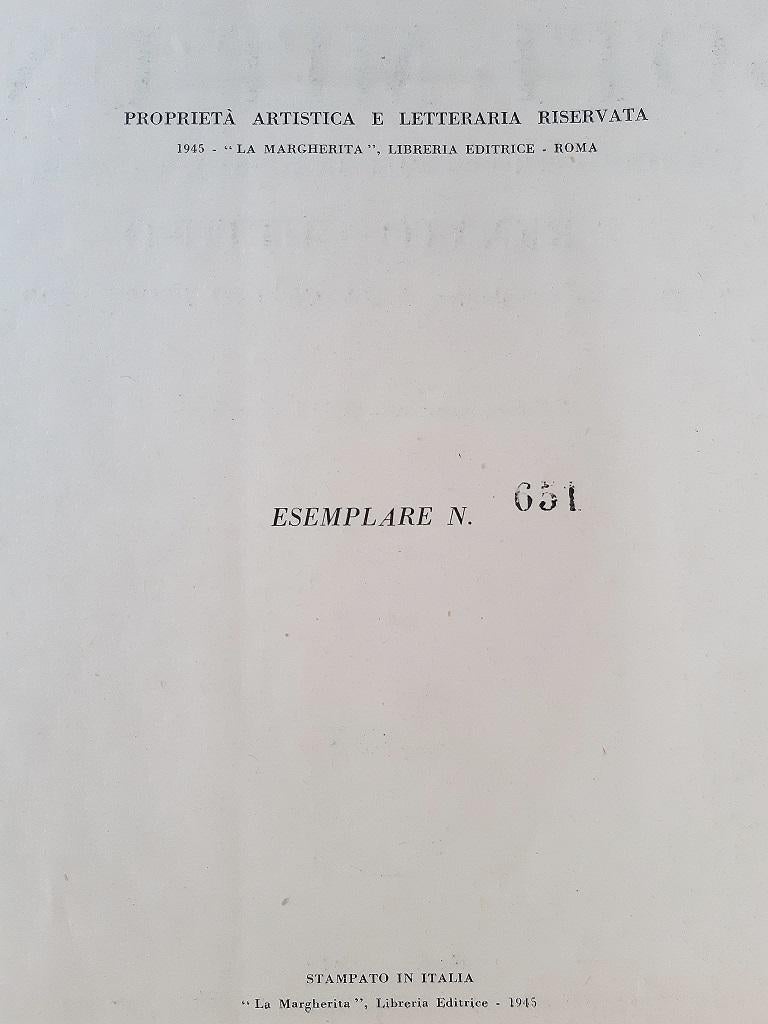 PROPRIETÀ ARTISTICA E LETTERARIA RISERVATA
1945 - “ LA MARGHERITA ”, LIBRERIA EDITRICE - ROMA
ESEMPLARE N. 651
STAMPATO IN ITALIA
“ La Margherita ”, Libreria Editrice - 1945